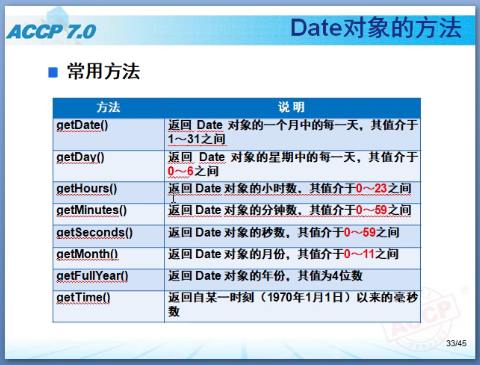 ACCP 7.0
Date对象的方法
常用方法
方法 说 明
getDate() 返回 Date 对象的一个月中的每一天，其值介于
1～31之间
getDay() 返回 Date 对象的星期中的每一天，其值介于
0～6之间
getHours() 返回 Date 对象的小时数，其值介于0～23之间
getMinutes() 返回 Date 对象的分钟数，其值介于0～59之间
getSeconds() 返回 Date 对象的秒数，其值介于0～59之间
getMonth() 返回 Date 对象的月份，其值介于0～11之间
getFullYear() 返回 Date 对象的年份，其值为4位数
getTime() 返回自某一时刻（1970年1月1日）以来的毫秒
数
ACCP
33/45